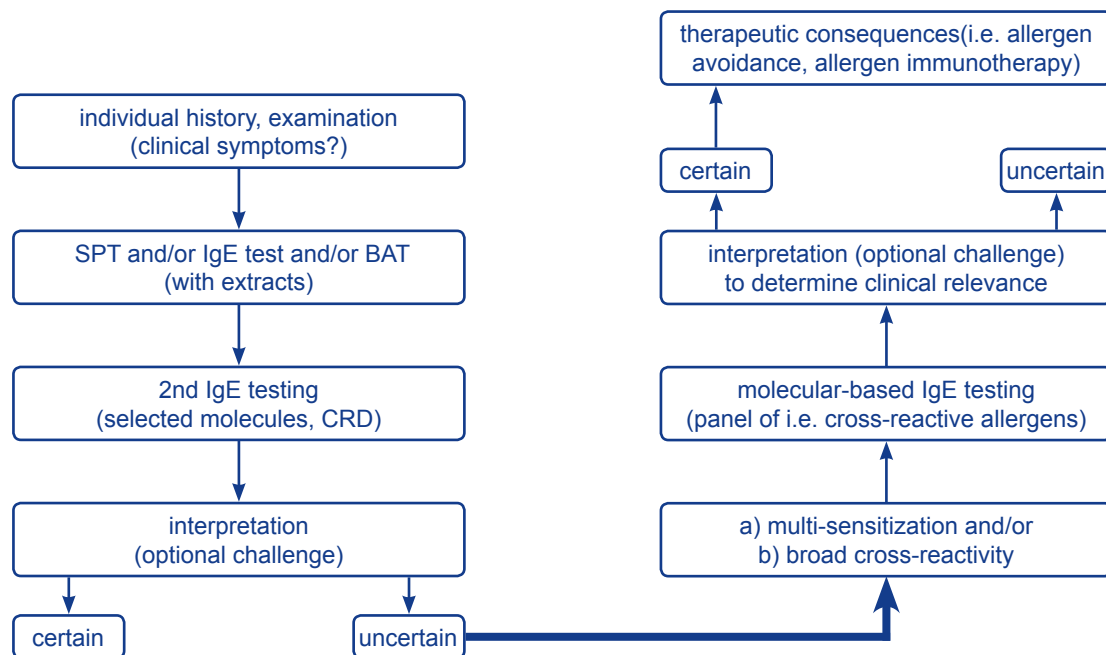 individual history, examination
(clinical symptoms?)
SPT and/or IgE test and/or BAT
(with extracts)
2nd IgE testing
(selected molecules, CRD)
interpretation
(optional challenge)
certain
uncertain
therapeutic consequences(i.e. allergen
avoidance, allergen immunotherapy)
certain
uncertain
interpretation (optional challenge)
to determine clinical relevance
molecular-based IgE testing
(panel of i.e. cross-reactive allergens)
a) multi-sensitization and/or
b) broad cross-reactivity